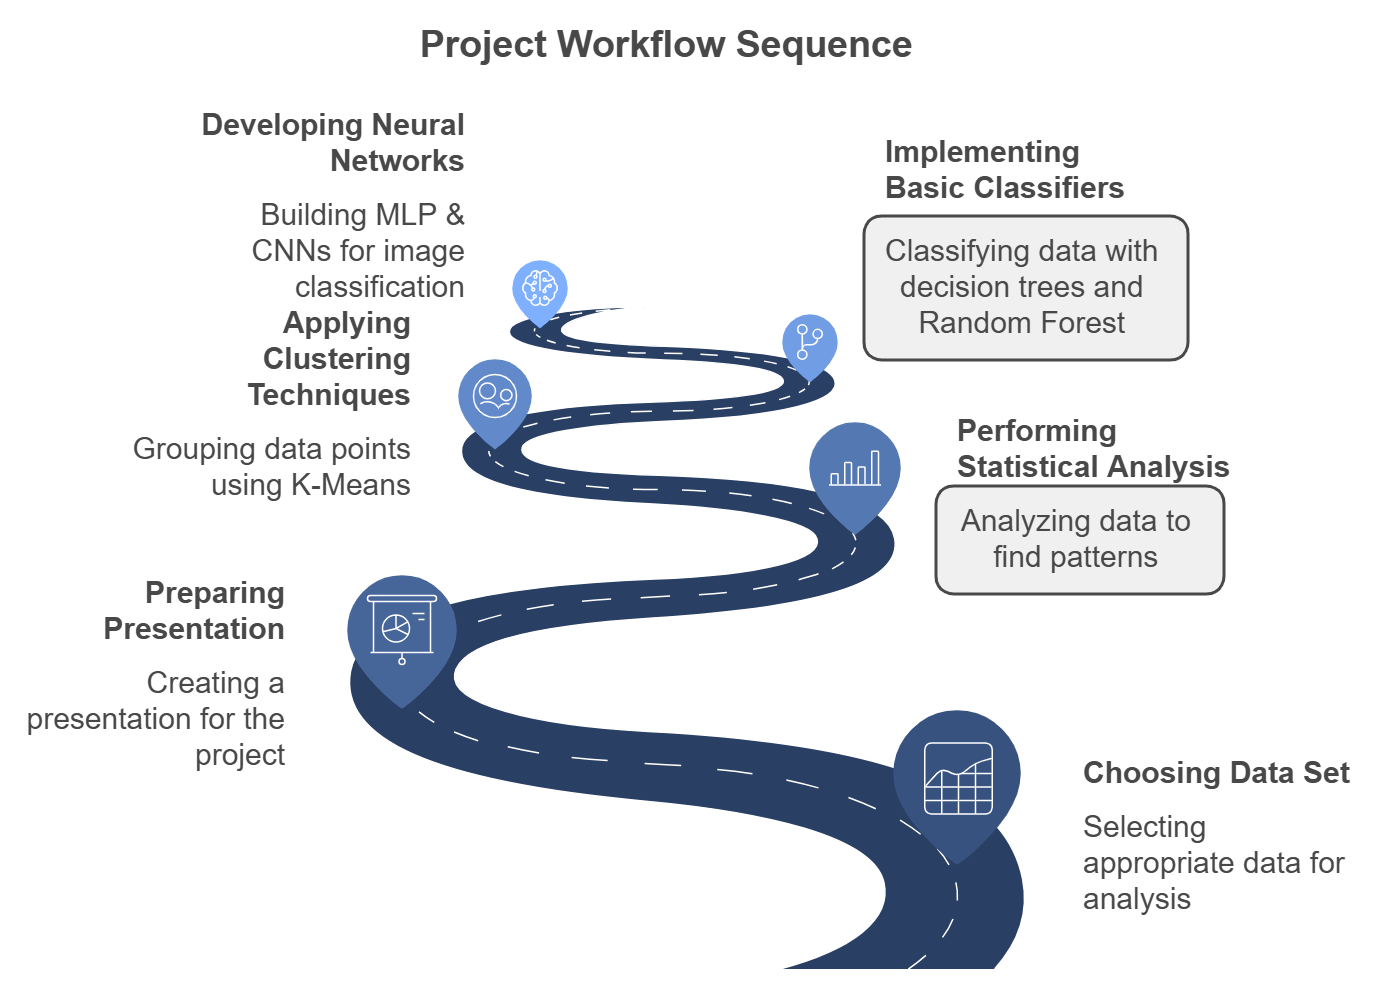 Project Workflow Sequence
Developing Neural
Networks
Building MLP &
CNNs for image
classification
Implementing
Basic Classifiers
Classifying data with
decision trees and
Random Forest
Applying
Clustering
Techniques
Grouping data points
using K-Means
Performing
Statistical Analysis
Analyzing data to
find patterns
Preparing
Presentation
Creating a
presentation for the
project
Choosing Data Set
Selecting
appropriate data for
analysis